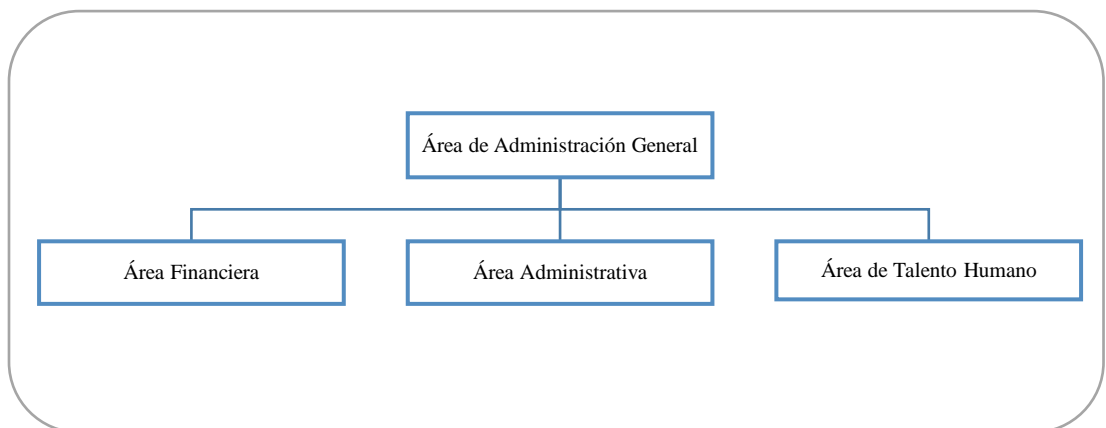 Área de Administración General
Área Financiera
Área Administrativa
Área de Talento Humano